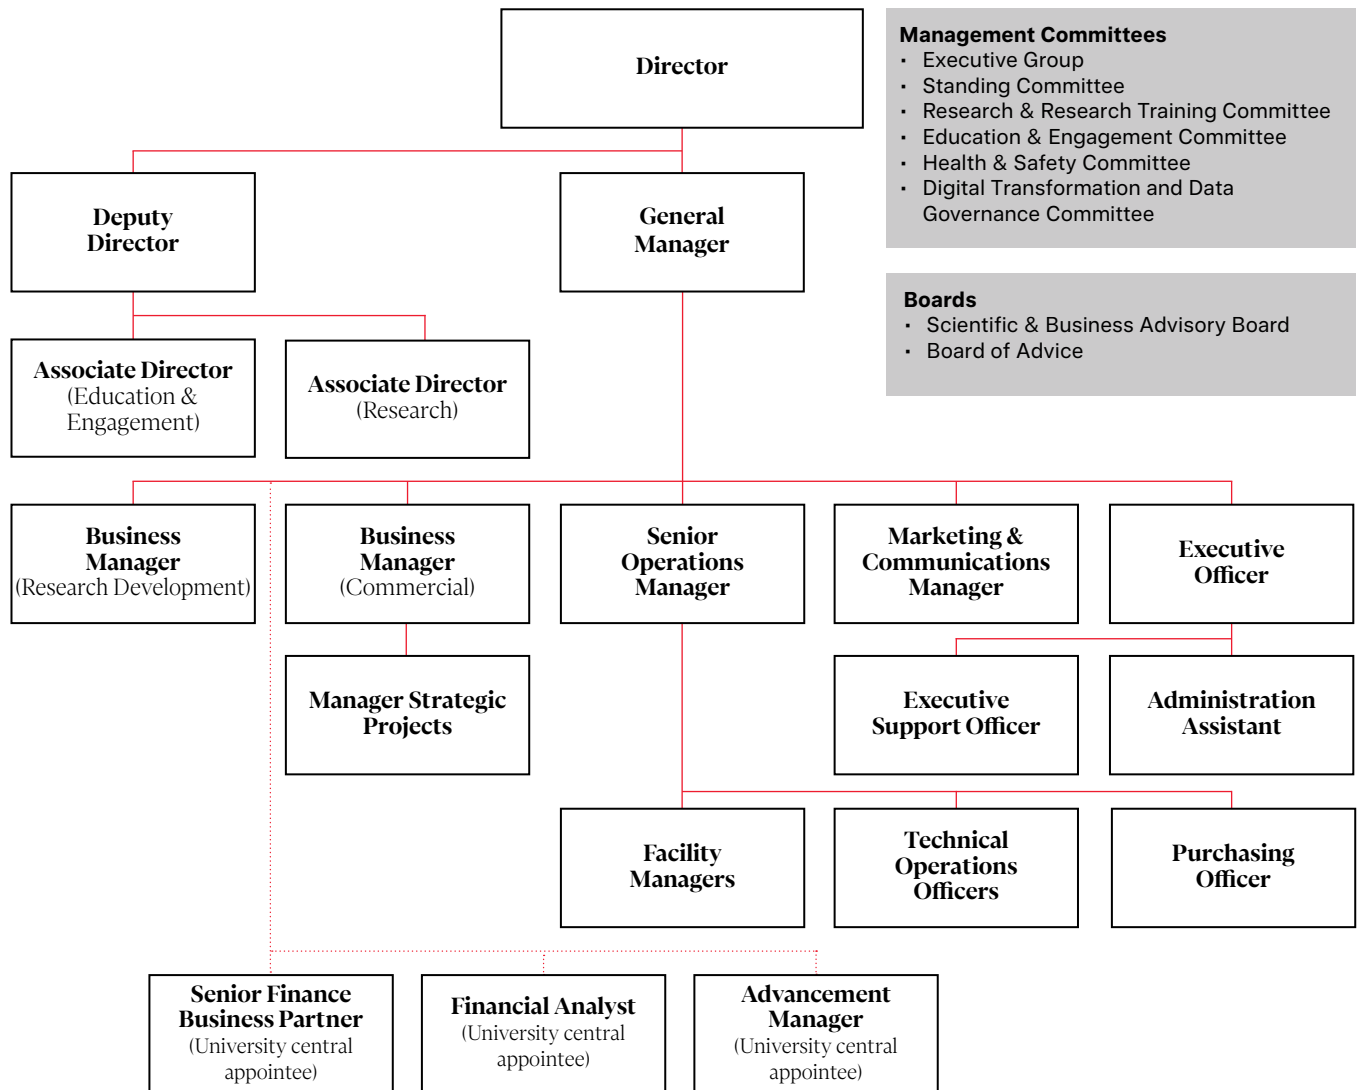 Director
Management Committees
· Executive Group
· Standing Committee
· Research & Research Training Committee
· Education & Engagement Committee
· Health & Safety Committee
· Digital Transformation and Data
Governance Committee
Deputy
Director
General
Manager
Boards
· Scientific & Business Advisory Board
· Board of Advice
Associate Director
(Education &
Engagement)
Associate Director
(Research)
Business
Manager
(Research Development)
Business
Manager
(Commercial)
Senior
Operations
Manager
Marketing &
Communications
Manager
Executive
Officer
Manager Strategic
Projects
Executive
Support Officer
Administration
Assistant
Facility
Managers
Technical
Operations
Officers
Purchasing
Officer
Senior Finance
Business Partner
(University central
appointee)
Financial Analyst
(University central
appointee)
Advancement
Manager
(University central
appointee)